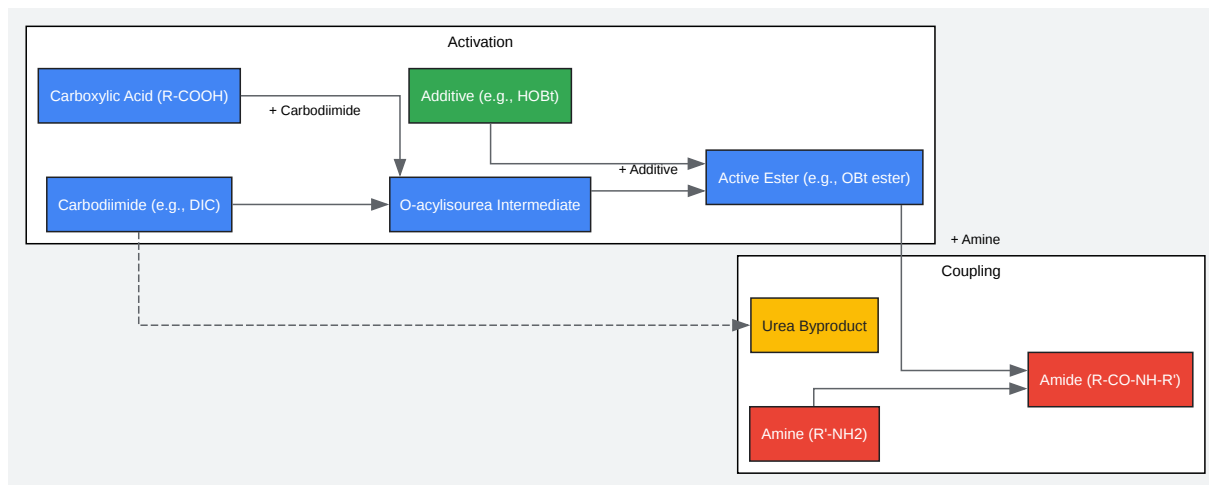 Activation
Carboxylic Acid (R-COOH)
Additive (e.g., HOBt)
+ Carbodiimide
+ Additive
Active Ester (e.g., OBt ester)
Carbodiimide (e.g., DIC)
O-acylisourea Intermediate
+ Amine
Coupling
Urea Byproduct
Amide (R-CO-NH-R')
Amine (R'-NH2)